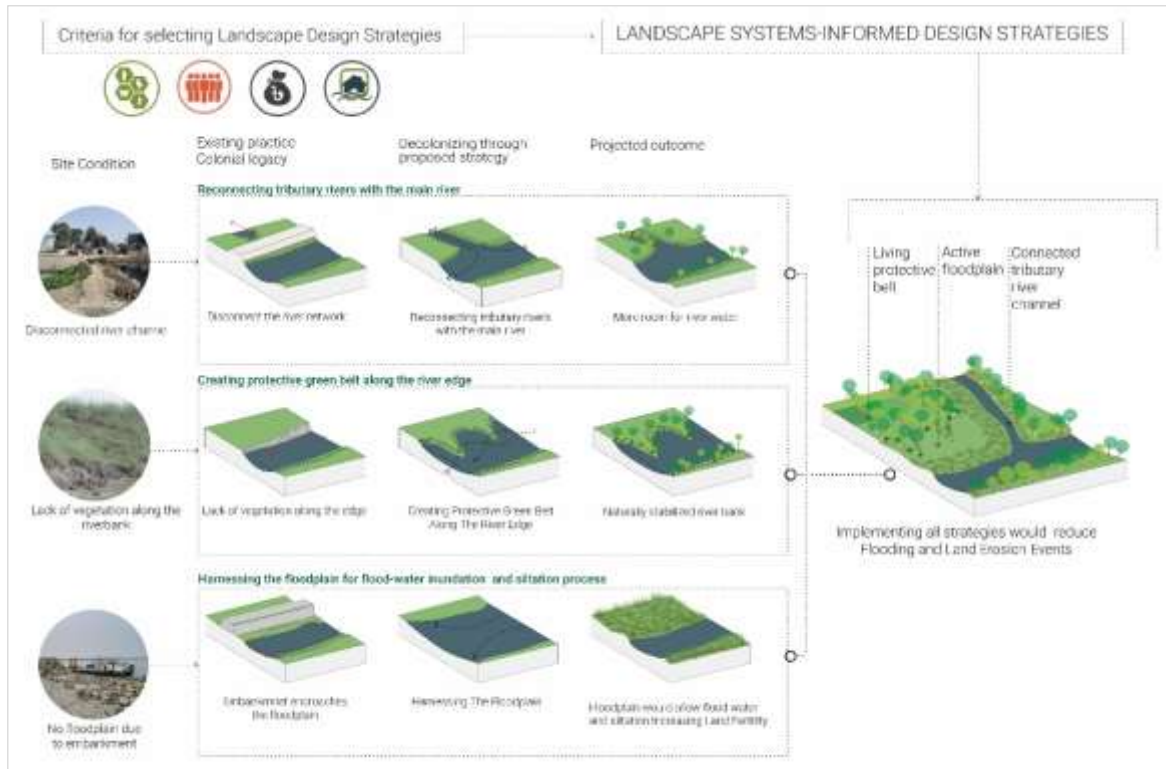 Criteria for selecting Landscape Design Strategies
LANDSCAPE SYSTEMS-INFORMED DESIGN STRATEGIES
Site Condition
Existing practice
Colonial legacy
Decolonizing through
proposed strategy
Projected outcome
Reconnecting tributary rivers with the main river
Disconnected river channe
Disconnect the river network
Reconnecting tributary rivers
with the main river
More room for river water
Creating protective green belt along the river edge
Lack of vegetation along the
riverbank
Lack of vegetation along the edge
Creating Protective Green Belt
Along The River Edge
Naturally stabilized river bank
Harnessing the floodplain for flood-water inundation and siltation process
No floodplain due
to embankment
encroaches
the floodplain
Harnessing The Floodplain
Floodplain would allow flood water
and siltation Increasing Land Fertility
Living
protective
belt
Active
floodplain
Connected
tributary
river
channel
Implementing all strategies would reduce
Flooding and Land Erosion Events